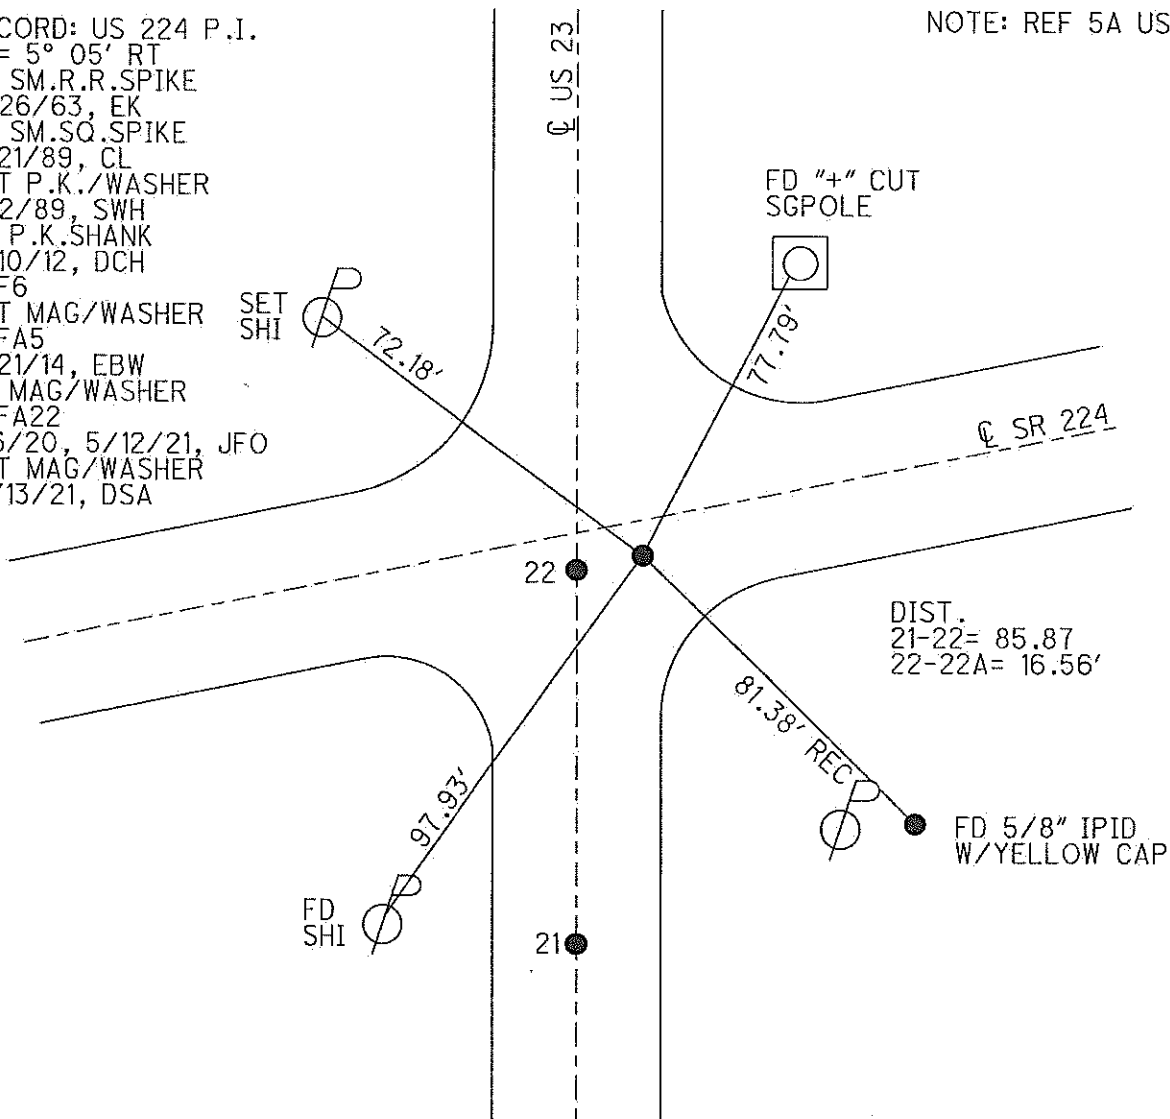 CORD: US 224 P.I.
= 5° 05' RT
SM.R.R.SPIKE
26/63, EK
SM.SQ.SPIKE
21/89, CL
T P.K./WASHER
2/89, SWH
P.K.SHANK
10/12, DCH
F6
T MAG/WASHER
FA5
21/14, EBW
MAG/WASHER
FA22
6/20, 5/12/21, JFO
T MAG/WASHER
/13/21, DSA
℄ US 23
NOTE: REF 5A US
FD "+" CUT
SGPOLE
SET
SHI
72.18'
77.79'
℄ SR 224
22
DIST.
21-22= 85.87
22-22A= 16.56'
81.38' REC
97.93'
FD 5/8" IPID
W/YELLOW CAP
FD
SHI
21